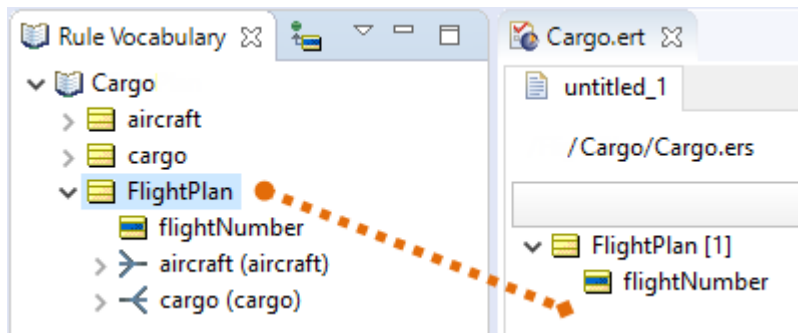 Rule Vocabulary
Cargo
aircraft
cargo
FlightPlan
flightNumber
aircraft (aircraft)
cargo (cargo)
Cargo.ert
untitled_1
/Cargo/Cargo.ers
FlightPlan [1]
flightNumber